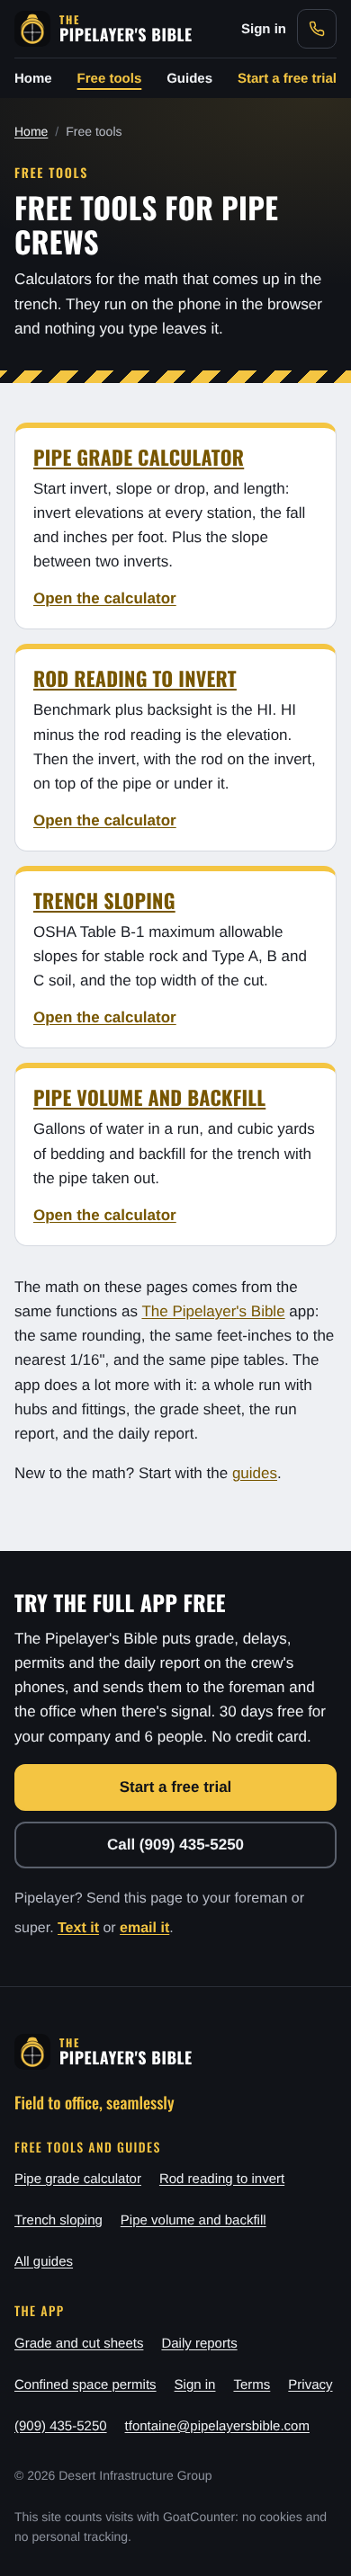 THE
PIPELAYER'S BIBLE
Sign in
Home Free tools Guides Start a free trial
Home / Free tools
FREE TOOLS
FREE TOOLS FOR PIPE
CREWS
Calculators for the math that comes up in the
trench. They run on the phone in the browser
and nothing you type leaves it.
PIPE GRADE CALCULATOR
Start invert, slope or drop, and length:
invert elevations at every station, the fall
and inches per foot. Plus the slope
between two inverts.
Open the calculator
ROD READING TO INVERT
Benchmark plus backsight is the HI. HI
minus the rod reading is the elevation.
Then the invert, with the rod on the invert,
on top of the pipe or under it.
Open the calculator
TRENCH SLOPING
OSHA Table B-1 maximum allowable
slopes for stable rock and Type A, B and
C soil, and the top width of the cut.
Open the calculator
PIPE VOLUME AND BACKFILL
Gallons of water in a run, and cubic yards
of bedding and backfill for the trench with
the pipe taken out.
Open the calculator
The math on these pages comes from the
same functions as The Pipelayer's Bible app:
the same rounding, the same feet-inches to the
nearest 1/16", and the same pipe tables. The
app does a lot more with it: a whole run with
hubs and fittings, the grade sheet, the run
report, and the daily report.
New to the math? Start with the guides.
TRY THE FULL APP FREE
The Pipelayer's Bible puts grade, delays,
permits and the daily report on the crew's
phones, and sends them to the foreman and
the office when there's signal. 30 days free for
your company and 6 people. No credit card.
Start a free trial
Call (909) 435-5250
Pipelayer? Send this page to your foreman or
super. Text it or email it.
THE
PIPELAYER'S BIBLE
Field to office, seamlessly
FREE TOOLS AND GUIDES
Pipe grade calculator Rod reading to invert
Trench sloping Pipe volume and backfill
All guides
THE APP
Grade and cut sheets Daily reports
Confined space permits Sign in Terms Privacy
(909) 435-5250 tfontaine@pipelayersbible.com
© 2026 Desert Infrastructure Group
This site counts visits with GoatCounter: no cookies and
no personal tracking.